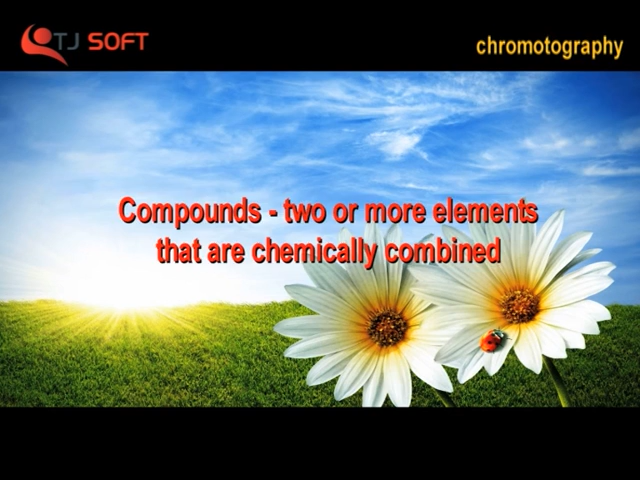 TJ SOFT
chromotography
Compounds - two or more elements
that are chemically combined